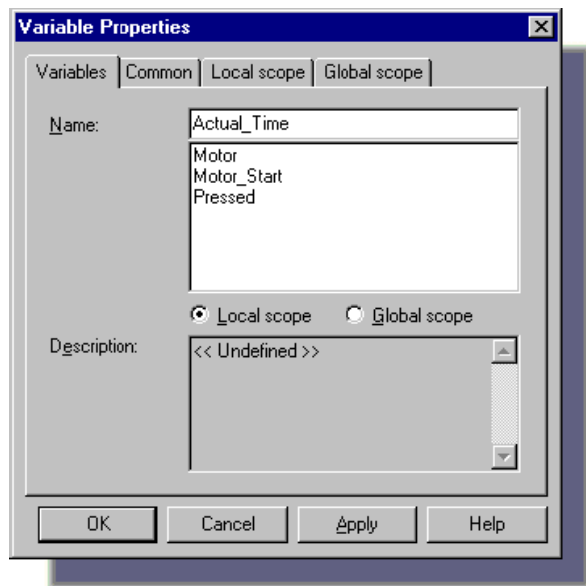 Variable Properties
Variables Common Local scope Global scope
Name:
Actual_Time
Motor
Motor_Start
Pressed
Local scope Global scope
Description:
<< Undefined >>
OK Cancel Apply Help